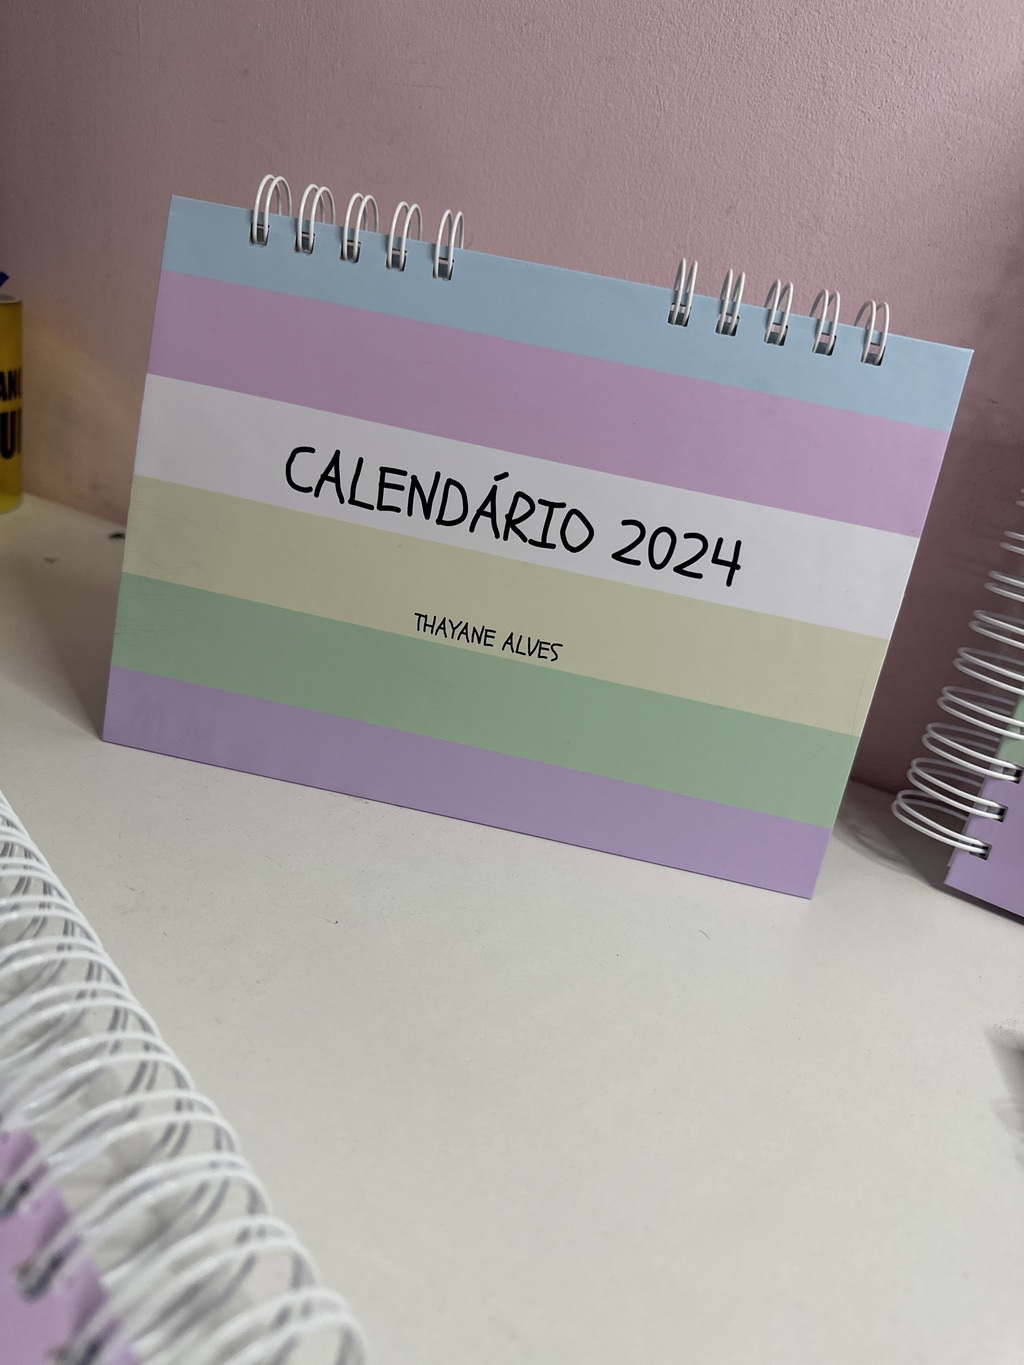 CALENDÁRIO 2024
THAYANE ALVES